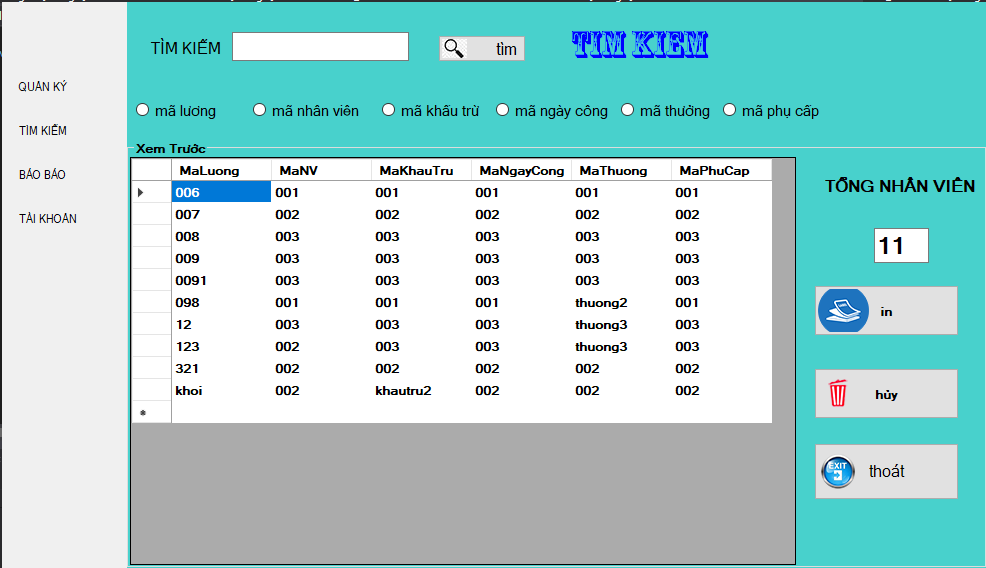 TÌM KIẾM
tìm
TIM KIEM
QUẢN KÝ
TÌM KIẾM
BÁO BÁO
TÀI KHOẢN
mã lương mã nhân viên mã khấu trừ mã ngày công mã thưởng mã phụ cấp
Xem Trước
MaLuong MaNV MaKhauTru MaNgayCong MaThuong MaPhuCap
006 001 001 001 001 001
007 002 002 002 002 002
008 003 003 003 003 003
009 003 003 003 003 003
0091 003 003 003 003 003
098 001 001 001 thuong2 001
12 003 003 003 thuong3 003
123 002 003 003 thuong3 003
321 002 002 002 002 002
khoi 002 khautru2 002 002 002
TỔNG NHÂN VIÊN
11
in
hủy
EXIT
thoát